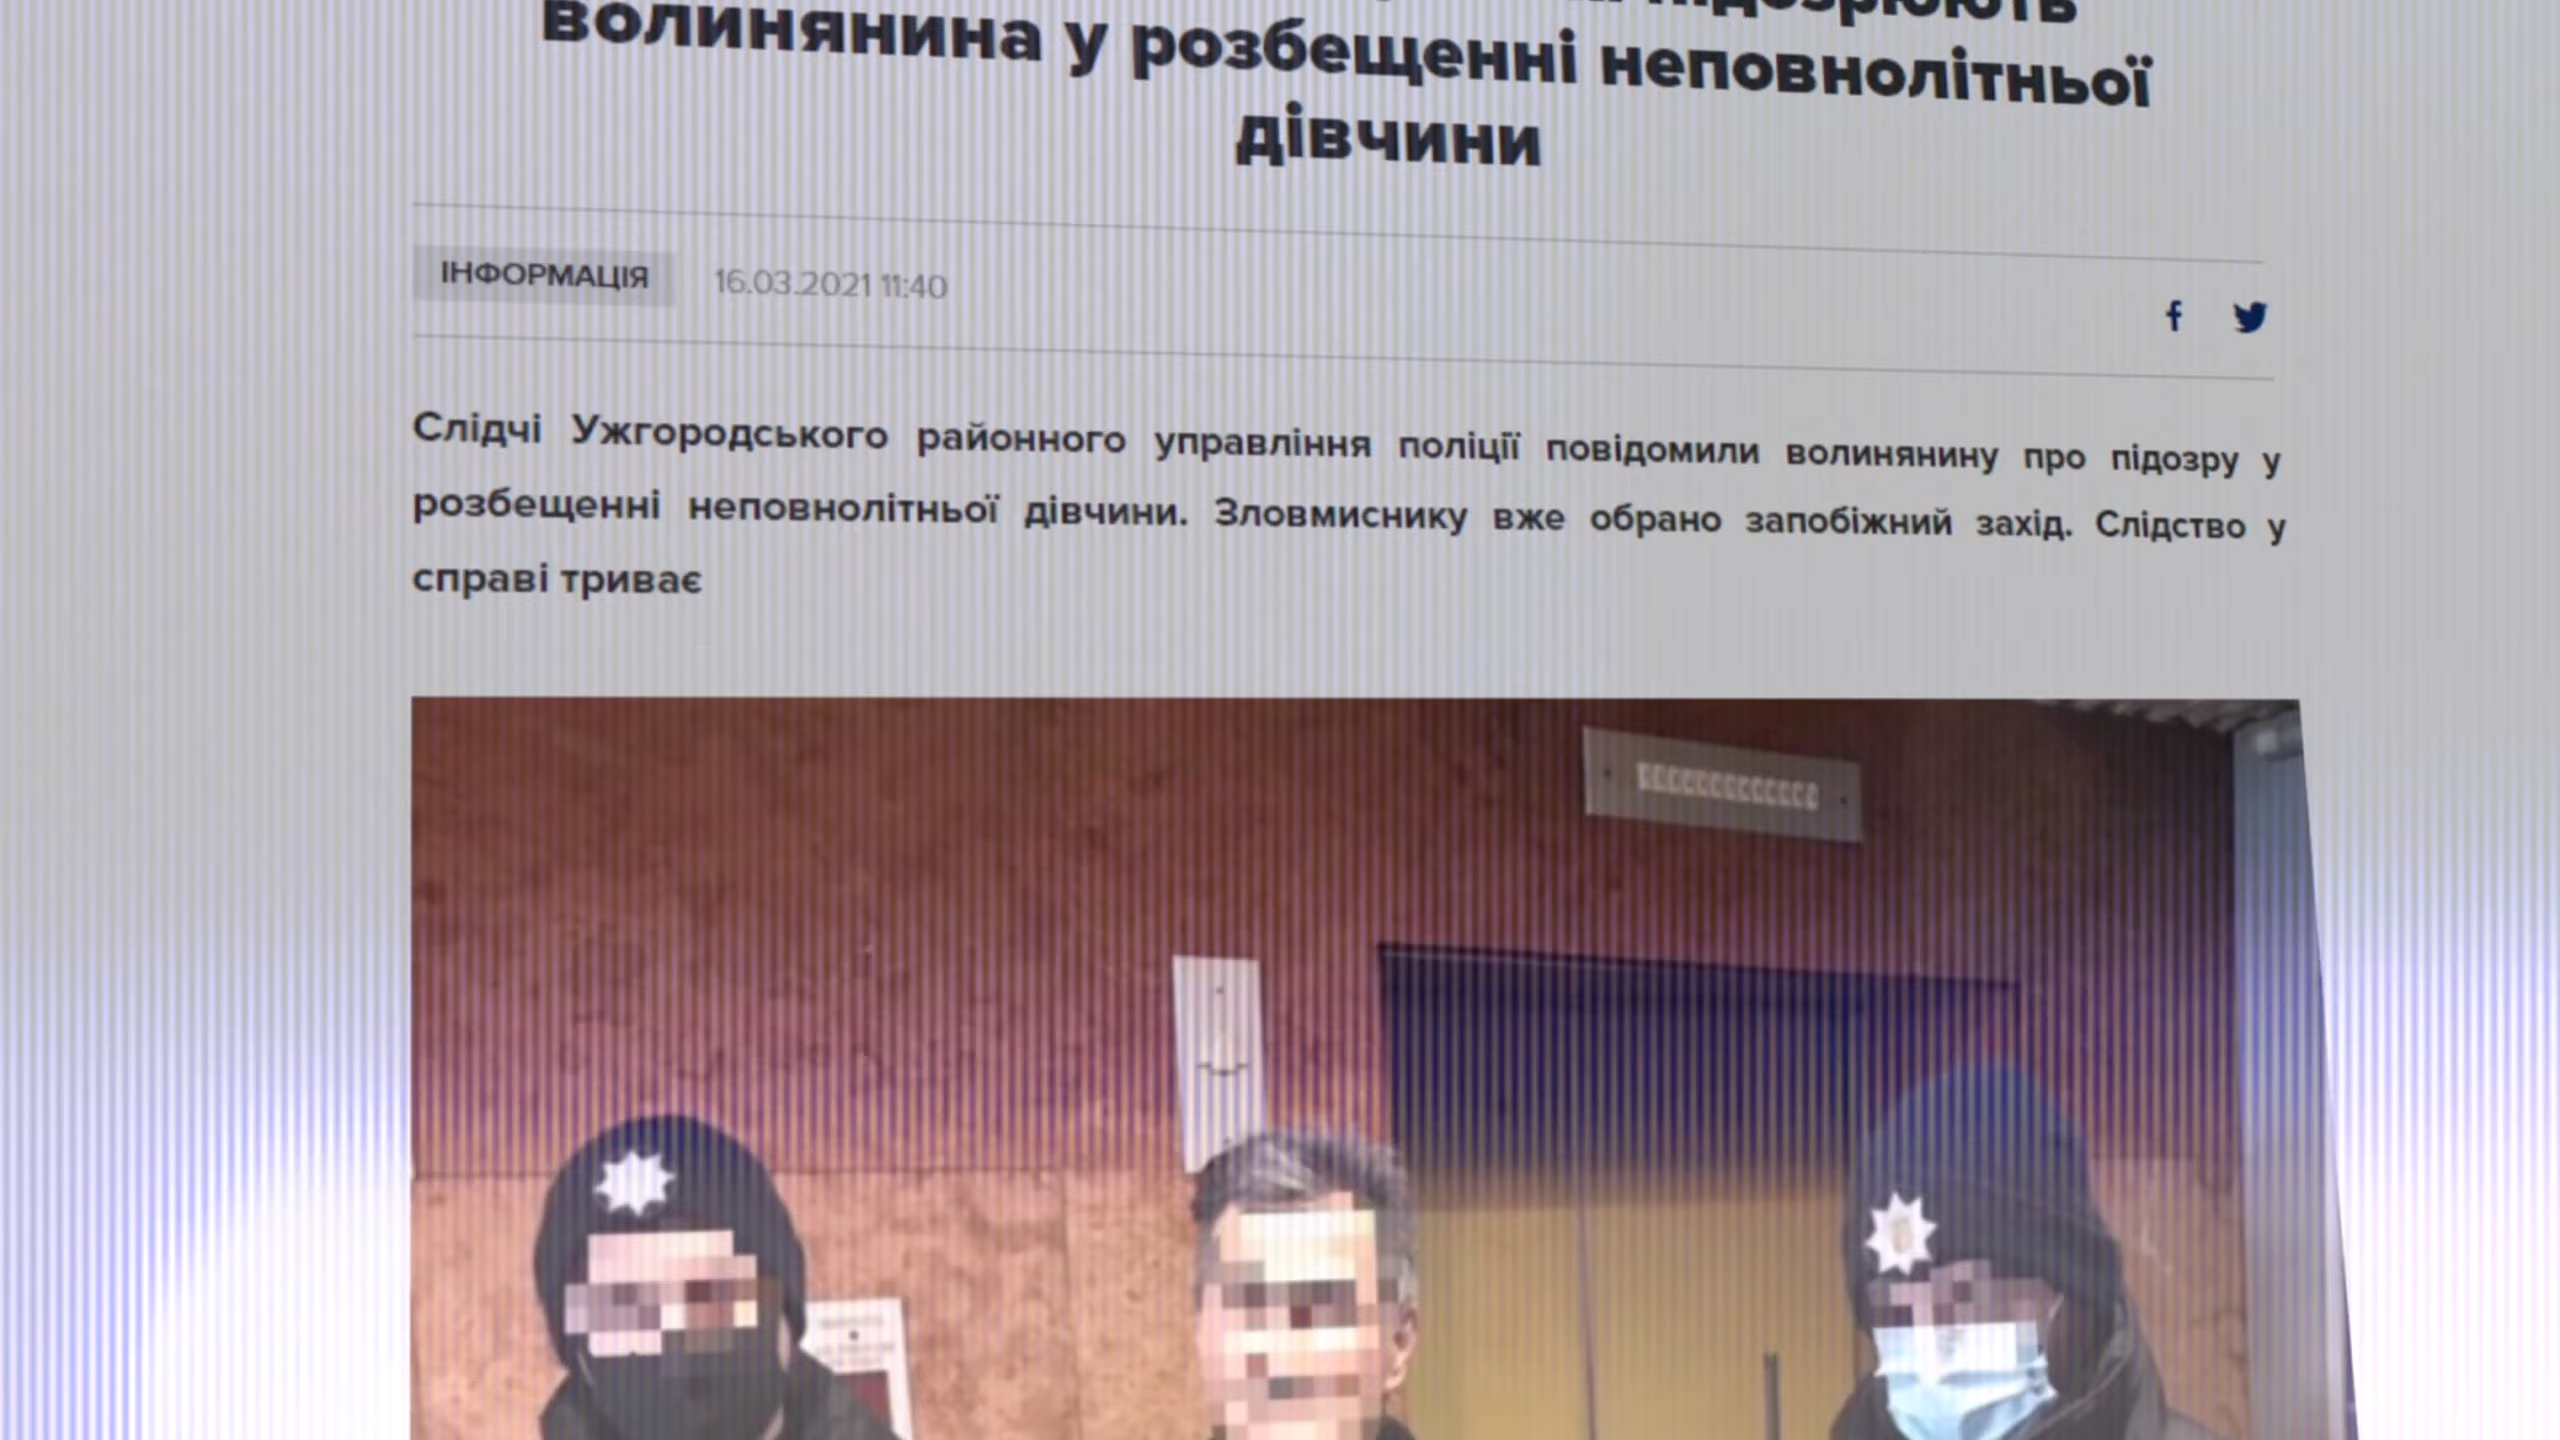 підозрюють
волинянина у розбещенні неповнолітньої
дівчини
ІНФОРМАЦІЯ 16.03.2021 11:40
Слідчі Ужгородського районного управління поліції повідомили волинянину про підозру у
розбещенні неповнолітньої дівчини. Зловмиснику вже обрано запобіжний захід. Слідство у
справі триває